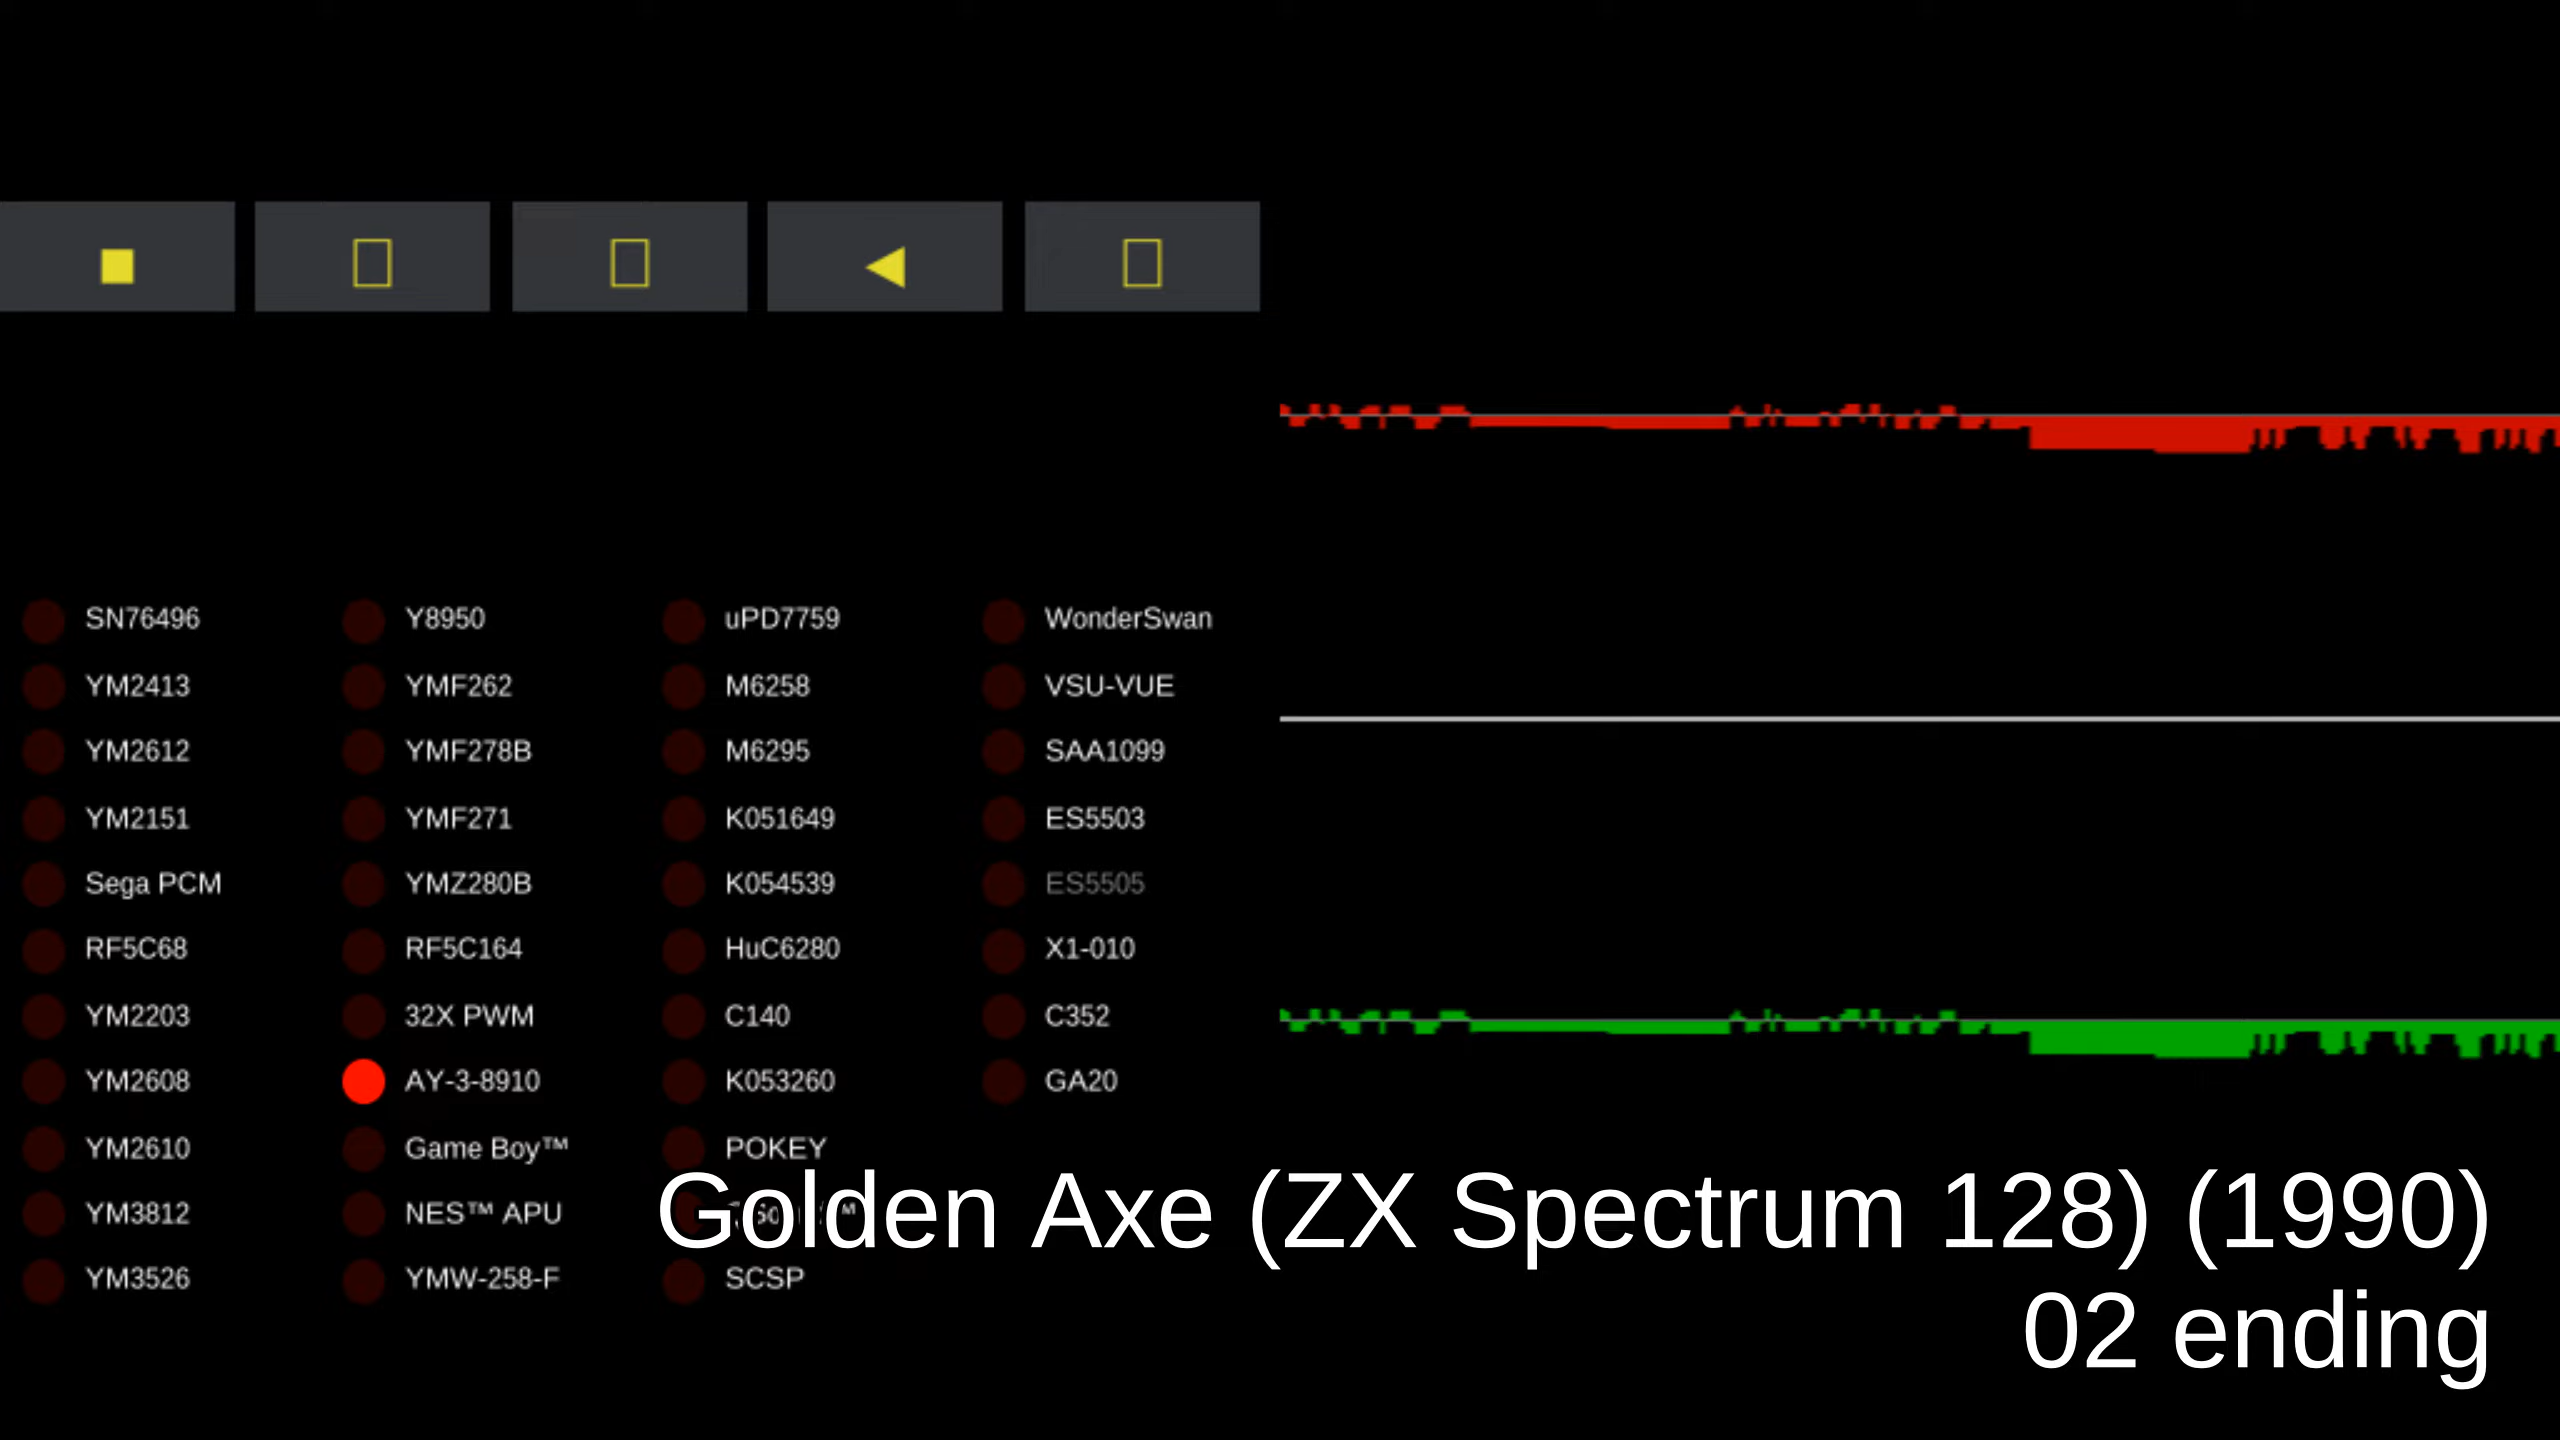 SN76496 Y8950 uPD7759 WonderSwan
YM2413 YMF262 M6258 VSU-VUE
YM2612 YMF278B M6295 SAA1099
YM2151 YMF271 K051649 ES5503
Sega PCM YMZ280B K054539 ES5505
RF5C68 RF5C164 HuC6280 X1-010
YM2203 32X PWM C140 C352
YM2608 AY-3-8910 K053260 GA20
YM2610 Game Boy™ POKEY
YM3812 NES™ APU
YM3526 YMW-258-F SCSP
Golden Axe (ZX Spectrum 128) (1990)
02 ending